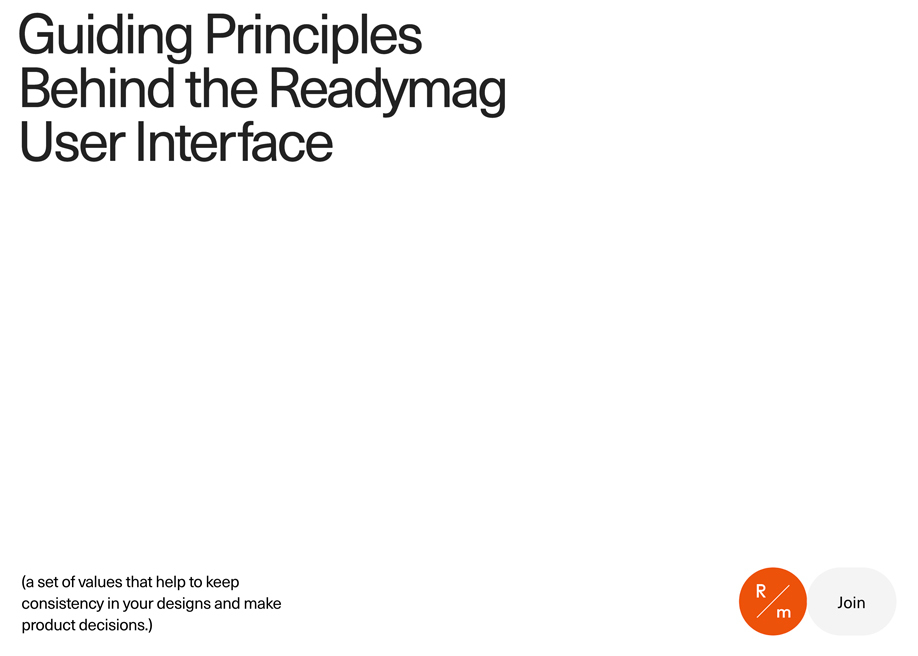 Guiding Principles
Behind the Readymag
User Interface
(a set of values that help to keep
consistency in your designs and make
product decisions.)
R
m
Join